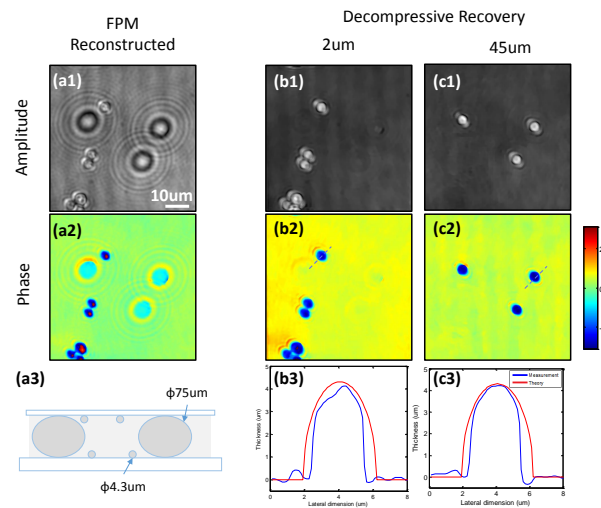 FPM
Reconstructed
Decompressive Recovery
2um
45um
Amplitude
(a1)
10um
(b1)
(c1)
Phase
(a2)
(b2)
(c2)
(a3)
ϕ75um
ϕ4.3um
(b3)
Thickness (um)
5
4
3
2
1
0
0
2
4
6
8
Lateral dimension (um)
(c3)
Measurement
Theory
Thickness (um)
5
4
3
2
1
0
0
2
4
6
8
Lateral dimension (um)